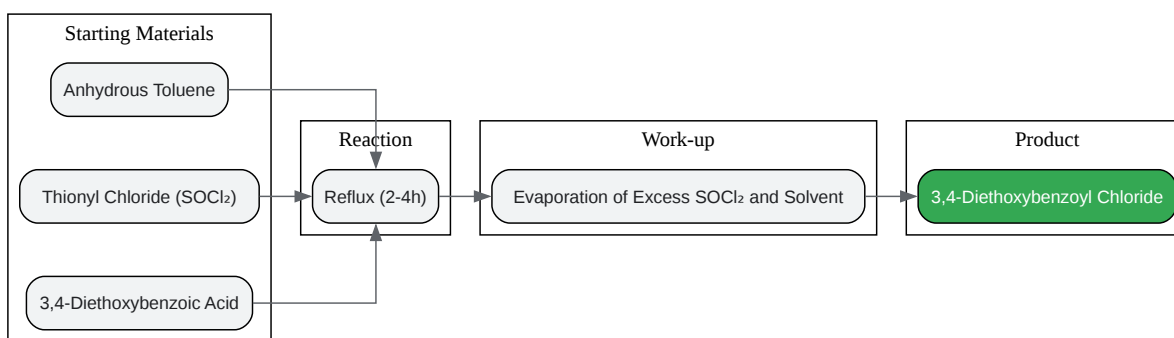 Starting Materials
Anhydrous Toluene
Thionyl Chloride (SOCl₂)
3,4-Diethoxybenzoic Acid
Reaction
Reflux (2-4h)
Work-up
Evaporation of Excess SOCl₂ and Solvent
Product
3,4-Diethoxybenzoyl Chloride